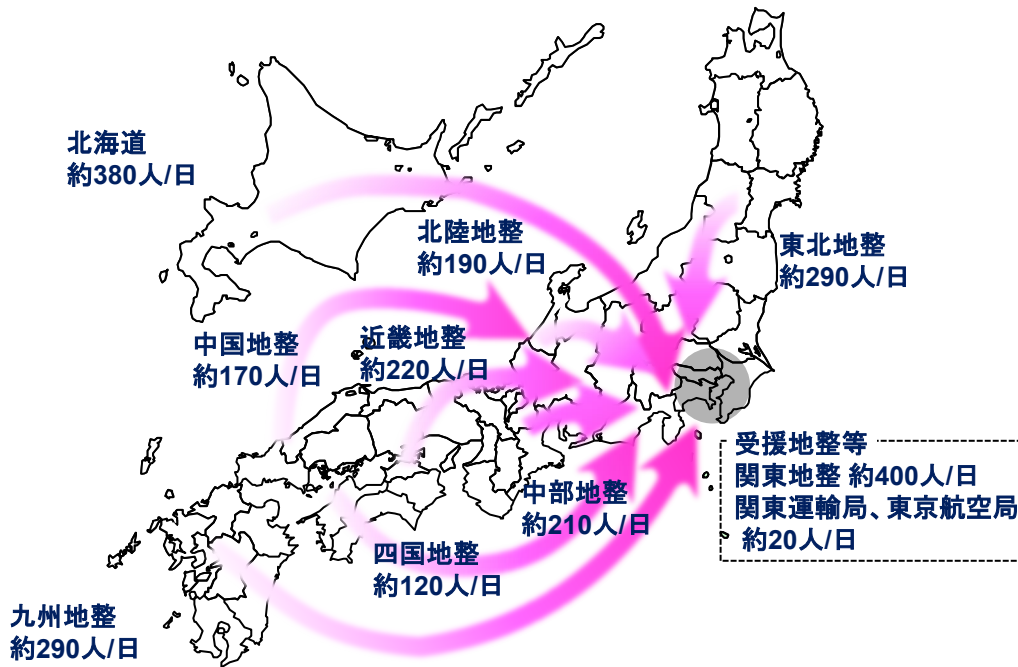 北海道
約380人/日
北陸地整
約190人/日
東北地整
約290人/日
中国地整
約170人/日
近畿地整
約220人/日
受援地整等
関東地整 約400人/日
関東運輸局、東京航空局
約20人/日
中部地整
約210人/日
四国地整
約120人/日
九州地整
約290人/日